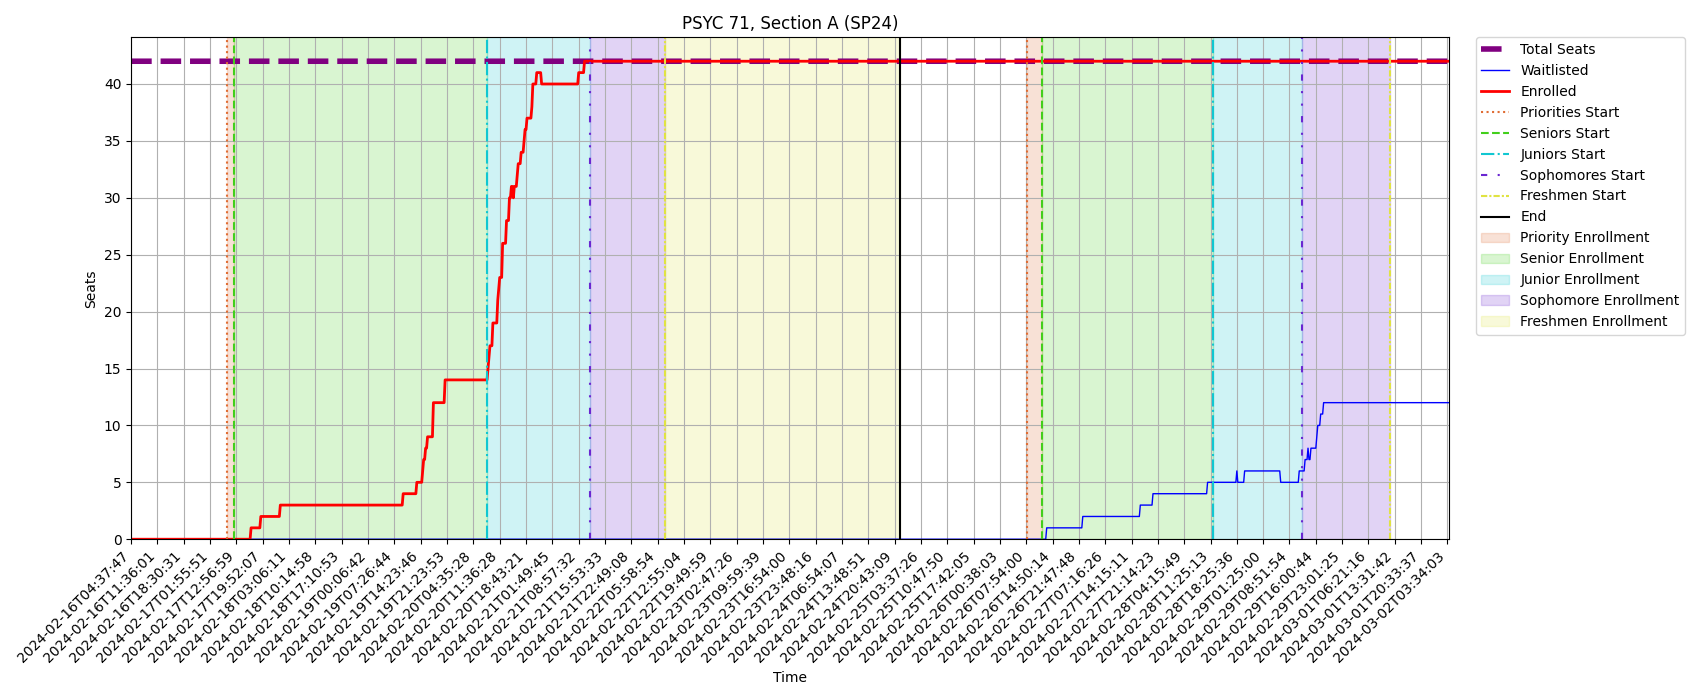 PSYC 71, Section A (SP24)
Total Seats
Waitlisted
Enrolled
Priorities Start
Seniors Start
Juniors Start
Sophomores Start
Freshmen Start
End
Priority Enrollment
Senior Enrollment
Junior Enrollment
Sophomore Enrollment
Freshmen Enrollment
Seats
40
35
30
25
20
15
10
5
0
2024-02-16T04:37:47
2024-02-16T11:36:01
2024-02-16T18:30:31
2024-02-17T01:55:51
2024-02-17T12:56:59
2024-02-17T19:52:07
2024-02-18T03:06:11
2024-02-18T10:14:58
2024-02-18T17:10:53
2024-02-19T00:06:42
2024-02-19T07:26:44
2024-02-19T14:23:46
2024-02-19T21:23:53
2024-02-20T04:35:28
2024-02-20T11:36:28
2024-02-20T18:43:21
2024-02-21T01:49:45
2024-02-21T08:57:32
2024-02-21T15:53:33
2024-02-21T22:49:08
2024-02-22T05:58:54
2024-02-22T12:55:04
2024-02-22T19:49:59
2024-02-23T02:47:26
2024-02-23T09:59:39
2024-02-23T16:54:00
2024-02-23T23:48:16
2024-02-24T06:54:07
2024-02-24T13:48:51
2024-02-24T20:43:09
2024-02-25T03:37:26
2024-02-25T10:47:50
2024-02-25T17:42:05
2024-02-26T00:38:03
2024-02-26T07:54:00
2024-02-26T14:50:14
2024-02-26T21:47:48
2024-02-27T07:16:26
2024-02-27T14:15:11
2024-02-27T21:14:23
2024-02-28T04:15:49
2024-02-28T11:25:13
2024-02-28T18:25:36
2024-02-29T01:25:00
2024-02-29T08:51:54
2024-02-29T16:00:44
2024-02-29T23:01:25
2024-03-01T06:21:16
2024-03-01T13:31:42
2024-03-01T20:33:37
2024-03-02T03:34:03
Time